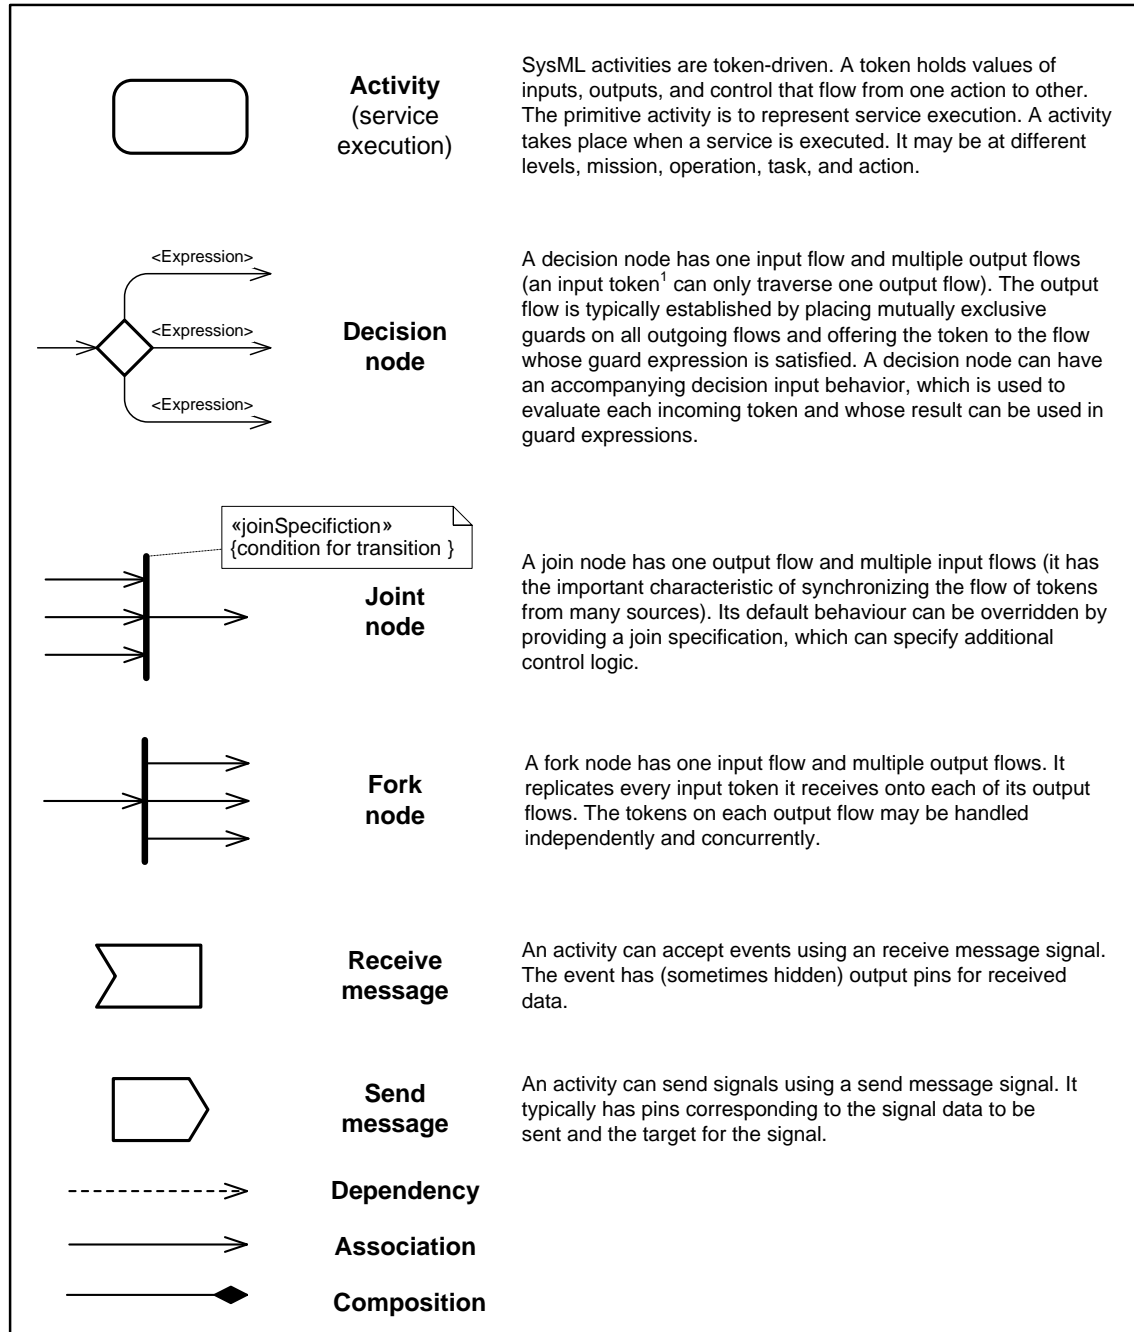 Activity
(service
execution)
SysML activities are token-driven. A token holds values of
inputs, outputs, and control that flow from one action to other.
The primitive activity is to represent service execution. A activity
takes place when a service is executed. It may be at different
levels, mission, operation, task, and action.
<Expression>
<Expression>
<Expression>
Decision
node
A decision node has one input flow and multiple output flows
(an input token1 can only traverse one output flow). The output
flow is typically established by placing mutually exclusive
guards on all outgoing flows and offering the token to the flow
whose guard expression is satisfied. A decision node can have
an accompanying decision input behavior, which is used to
evaluate each incoming token and whose result can be used in
guard expressions.
«joinSpecifiction»
{condition for transition }
Joint
node
A join node has one output flow and multiple input flows (it has
the important characteristic of synchronizing the flow of tokens
from many sources). Its default behaviour can be overridden by
providing a join specification, which can specify additional
control logic.
Fork
node
A fork node has one input flow and multiple output flows. It
replicates every input token it receives onto each of its output
flows. The tokens on each output flow may be handled
independently and concurrently.
Receive
message
An activity can accept events using an receive message signal.
The event has (sometimes hidden) output pins for received
data.
Send
message
An activity can send signals using a send message signal. It
typically has pins corresponding to the signal data to be
sent and the target for the signal.
Dependency
Association
Composition